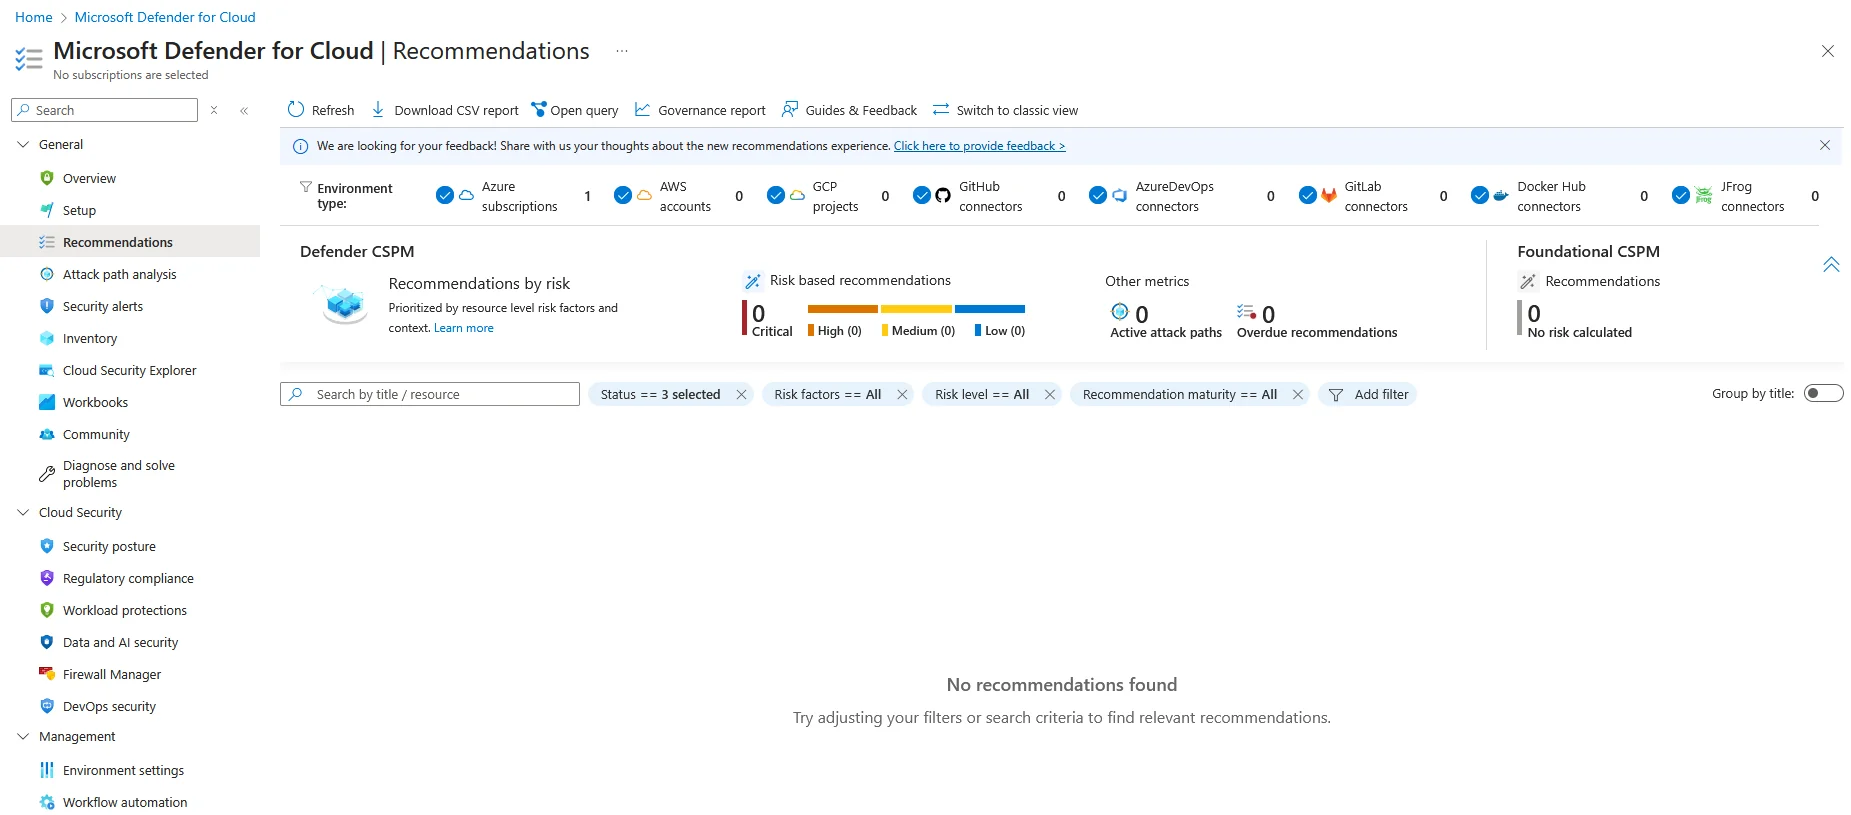 Home > Microsoft Defender for Cloud
Microsoft Defender for Cloud | Recommendations ...
No subscriptions are selected
Search
General
Overview
Setup
Recommendations
Attack path analysis
Security alerts
Inventory
Cloud Security Explorer
Workbooks
Community
Diagnose and solve
problems
Cloud Security
Security posture
Regulatory compliance
Workload protections
Data and AI security
Firewall Manager
DevOps security
Management
Environment settings
Workflow automation
Refresh Download CSV report Open query Governance report Guides & Feedback Switch to classic view
We are looking for your feedback! Share with us your thoughts about the new recommendations experience. Click here to provide feedback >
Environment
type:
Azure
subscriptions 1
AWS
accounts 0
GCP
projects 0
GitHub
connectors 0
AzureDevOps
connectors 0
GitLab
connectors 0
Docker Hub
connectors 0
JFrog
JFrog
connectors 0
Defender CSPM
Recommendations by risk
Prioritized by resource level risk factors and
context. Learn more
Risk based recommendations
0
Critical
High (0) Medium (0) Low (0)
Other metrics
0
Active attack paths
0
Overdue recommendations
Foundational CSPM
Recommendations
0
No risk calculated
Search by title / resource
Status == 3 selected
Risk factors == All
Risk level == All
Recommendation maturity == All
Add filter
Group by title:
No recommendations found
Try adjusting your filters or search criteria to find relevant recommendations.